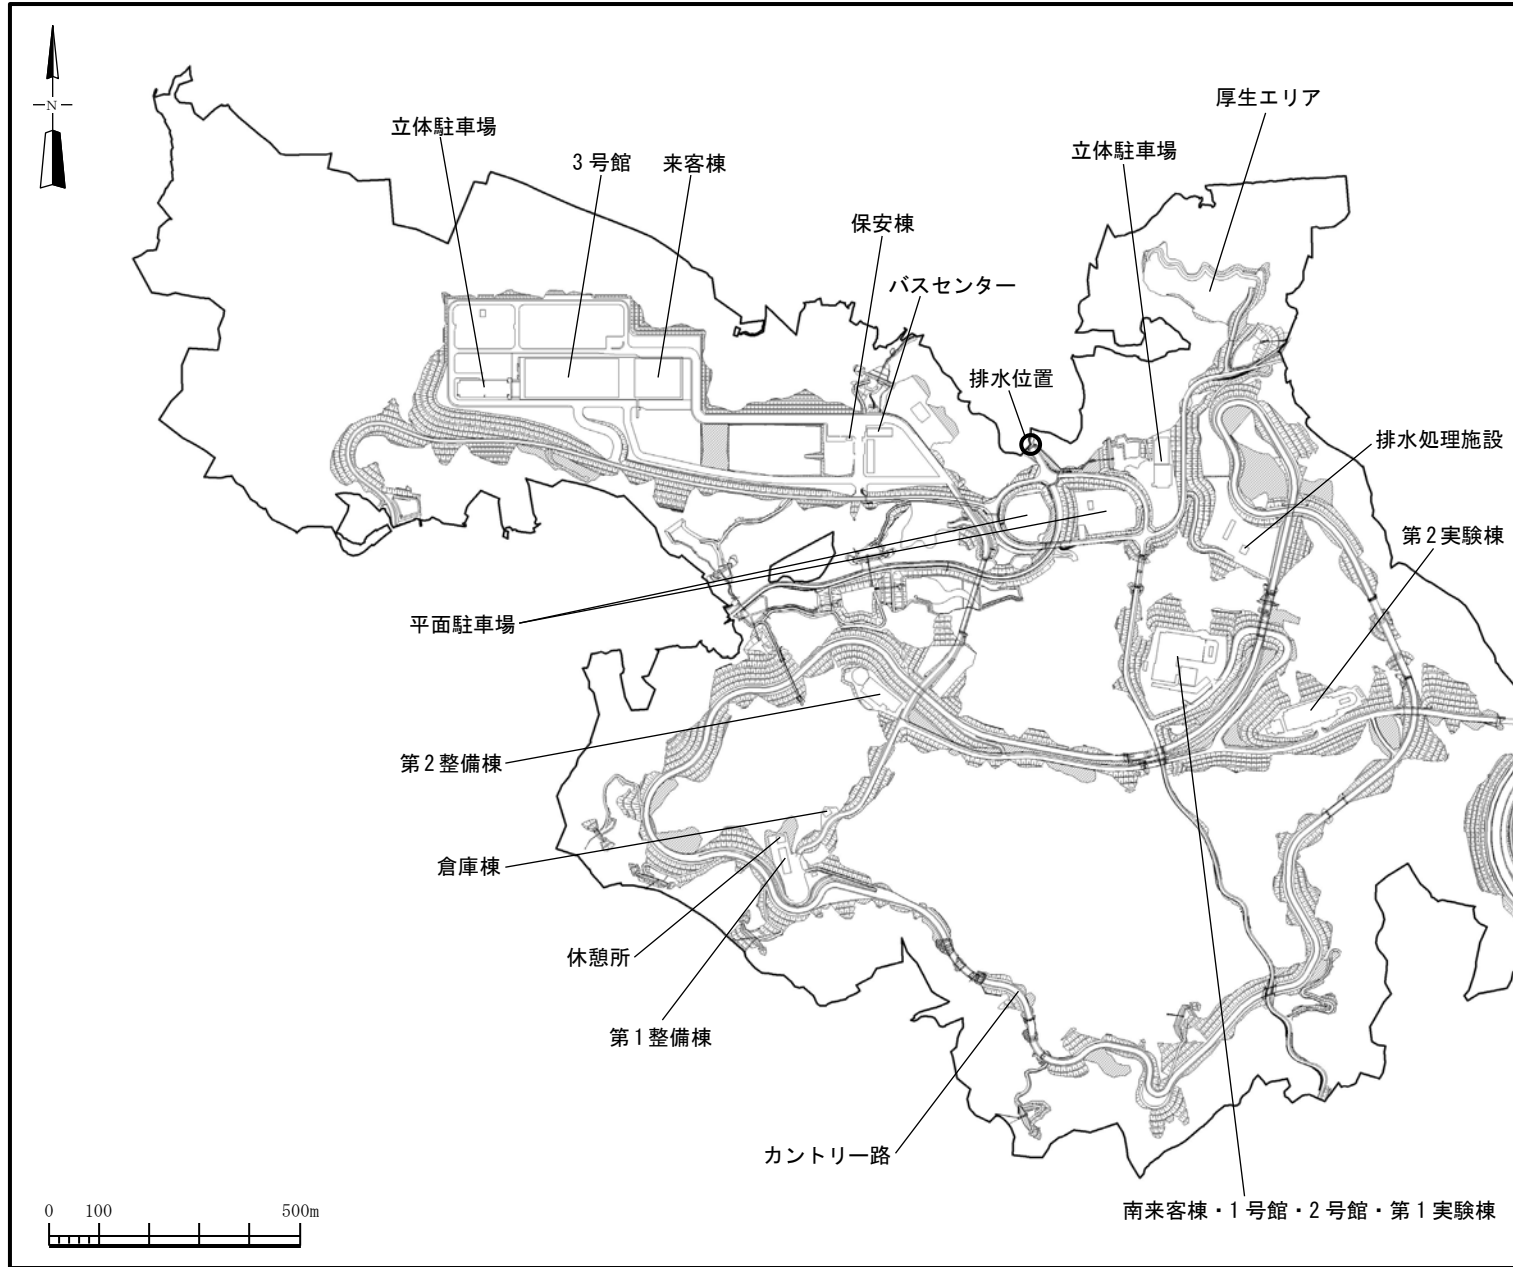 N
厚生エリア
立体駐車場
3号館
来客棟
立体駐車場
保安棟
バスセンター
排水位置
排水処理施設
第2実験棟
平面駐車場
第2整備棟
倉庫棟
休憩所
第1整備棟
カントリー路
南来客棟・1号館・2号館・第1実験棟
0 100 500m